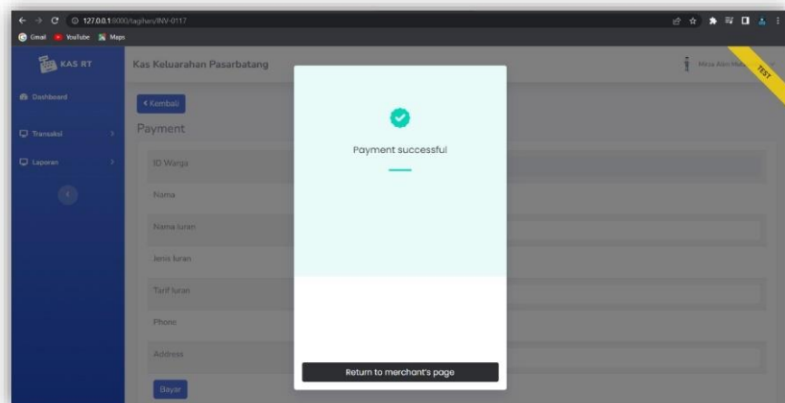 127.0.0.1:8000/tagihan/INV-0117
Gmail YouTube Maps
KAS RT
Kas Keluarahan Pasarbatang
TEST
Dashboard
Kembali
Transaksi
Payment
Payment successful
Laporan
ID Warga
Nama
Nama Iuran
Jenis Iuran
Tarif Iuran
Phone
Address
Return to merchant's page
Bayar